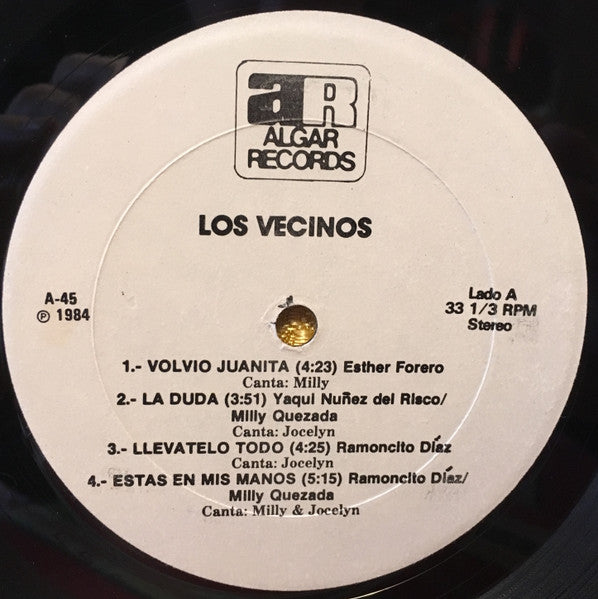 aR
ALGAR
RECORDS
LOS VECINOS
A-45
℗ 1984
Lado A
33 1/3 RPM
Stereo
1.- VOLVIO JUANITA (4:23) Esther Forero
Canta: Milly
2.- LA DUDA (3:51) Yaqui Nuñez del Risco/
Milly Quezada
Canta: Jocelyn
3.- LLEVATELO TODO (4:25) Ramoncito Díaz
Canta: Jocelyn
4.- ESTAS EN MIS MANOS (5:15) Ramoncito Díaz/
Milly Quezada
Canta: Milly & Jocelyn